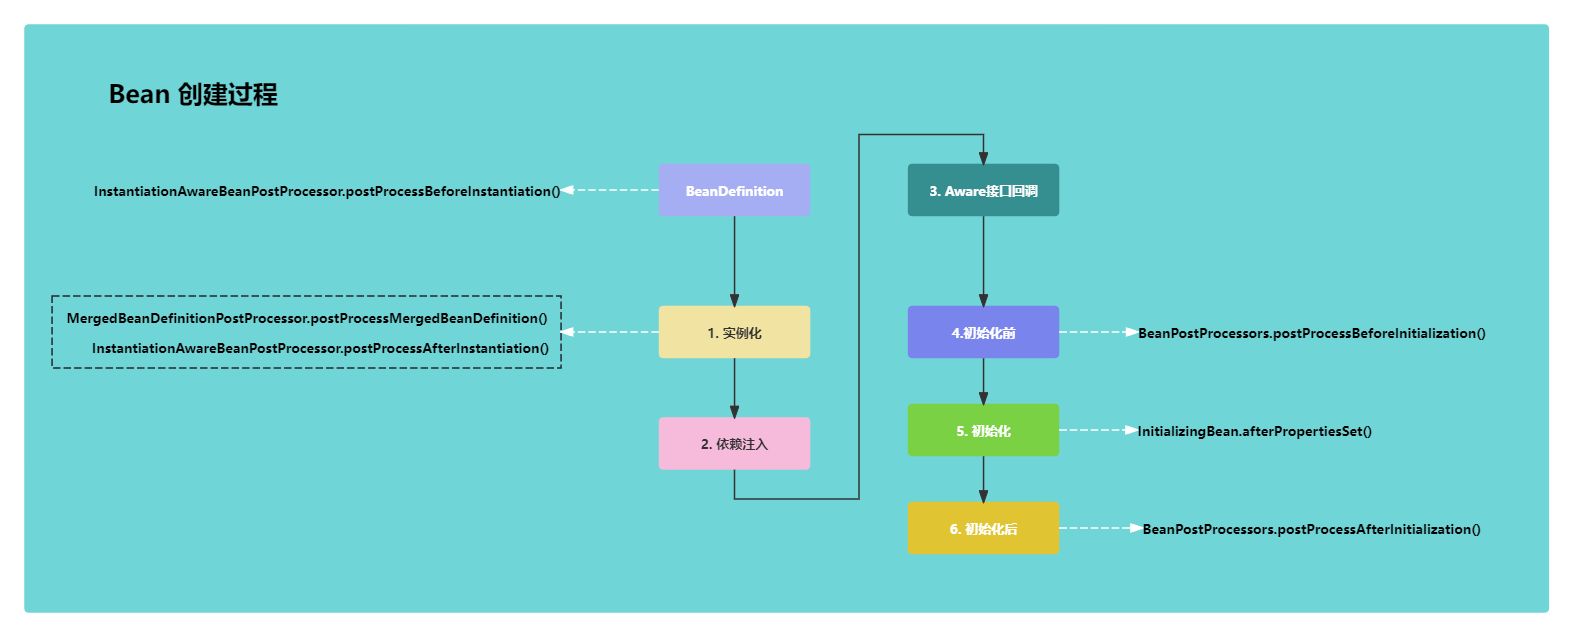 Bean 创建过程
InstantiationAwareBeanPostProcessor.postProcessBeforeInstantiation()
BeanDefinition
MergedBeanDefinitionPostProcessor.postProcessMergedBeanDefinition()
InstantiationAwareBeanPostProcessor.postProcessAfterInstantiation()
1. 实例化
2. 依赖注入
3. Aware接口回调
4.初始化前
BeanPostProcessors.postProcessBeforeInitialization()
5. 初始化
InitializingBean.afterPropertiesSet()
6. 初始化后
BeanPostProcessors.postProcessAfterInitialization()